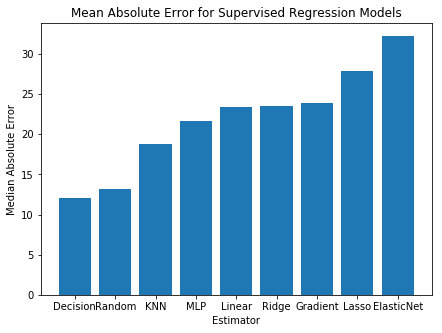 Mean Absolute Error for Supervised Regression Models
Median Absolute Error
30
25
20
15
10
5
0
Decision Random KNN MLP Linear Ridge Gradient Lasso ElasticNet
Estimator